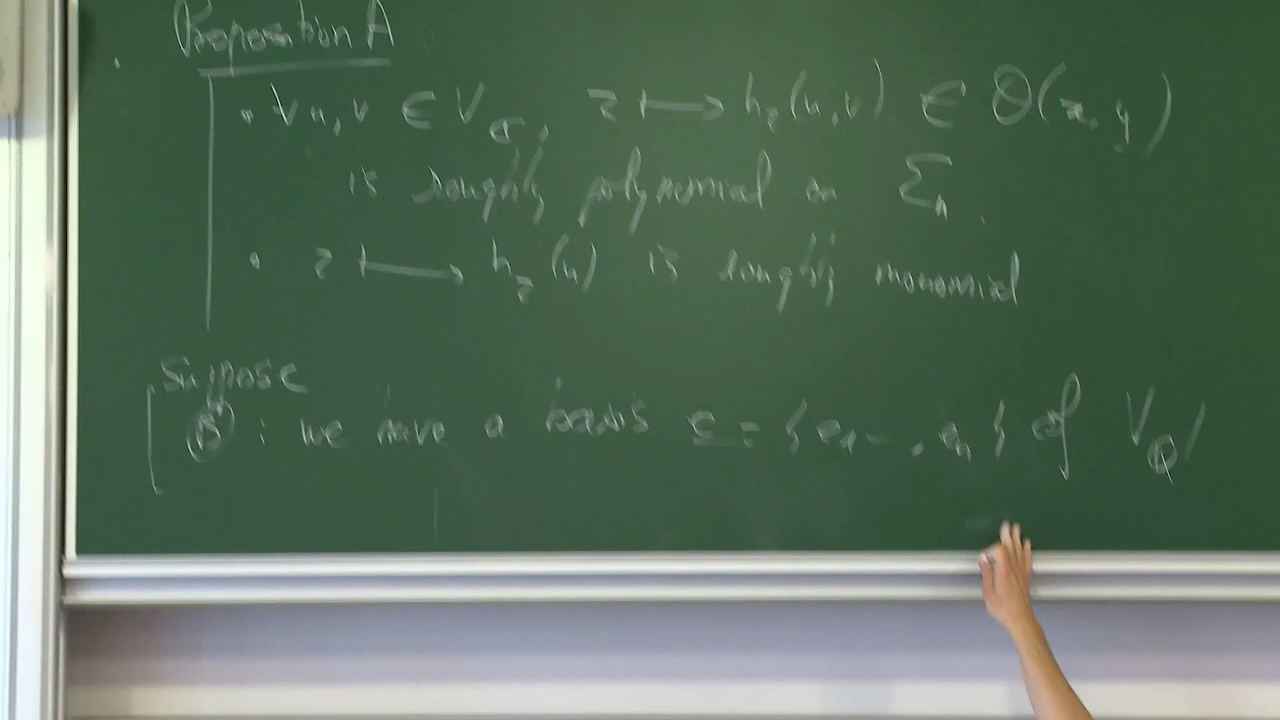 Proposition A
• ∀ u, v ∈ V_ℂ, z ⟼ h_z(u,v) ∈ O(x, y)
is roughly polynomial on Σ_n.
• z ⟼ h_z(u) is roughly monomial
Suppose
Ⓑ : we have a basis e = { e_1 -- , e_n } of V_ℚ /